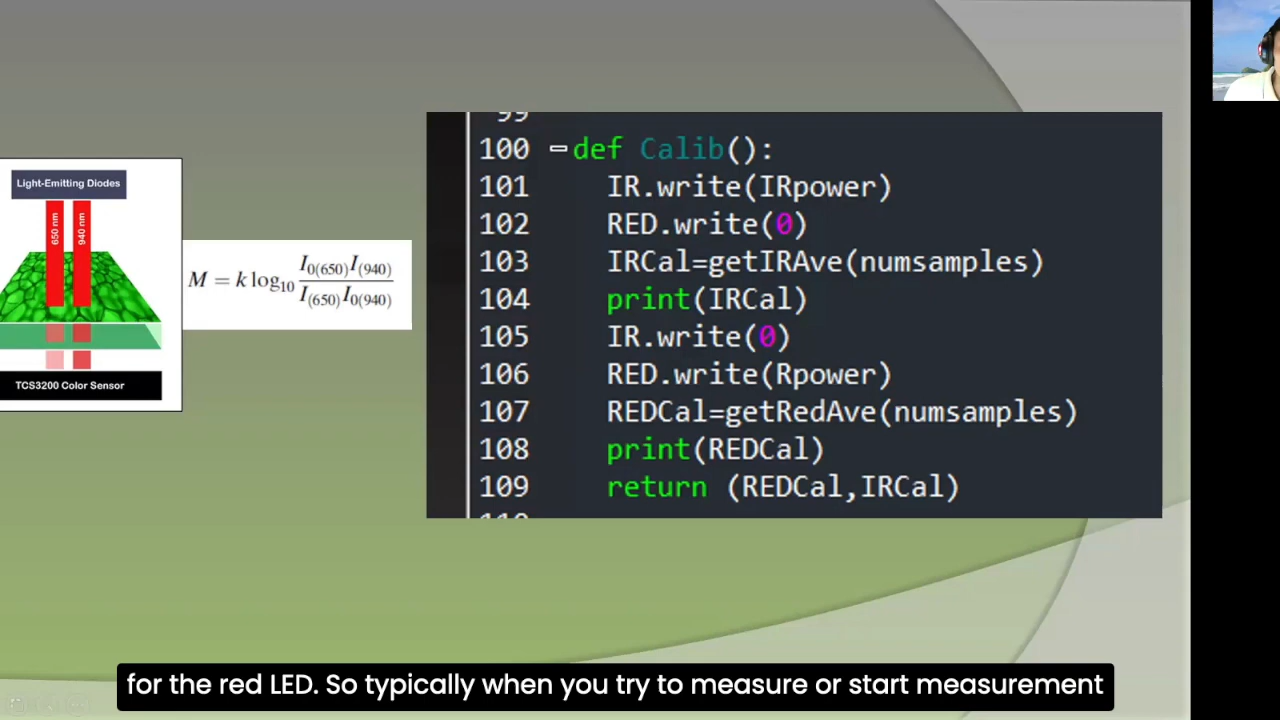 Light-Emitting Diodes
650 nm
940 nm
TCS3200 Color Sensor
M = k log10 I0(650)I(940) / I(650)I0(940)
99
100 def Calib():
101 IR.write(IRpower)
102 RED.write(0)
103 IRCal=getIRAve(numsamples)
104 print(IRCal)
105 IR.write(0)
106 RED.write(Rpower)
107 REDCal=getRedAve(numsamples)
108 print(REDCal)
109 return (REDCal,IRCal)
110
for the red LED. So typically when you try to measure or start measurement